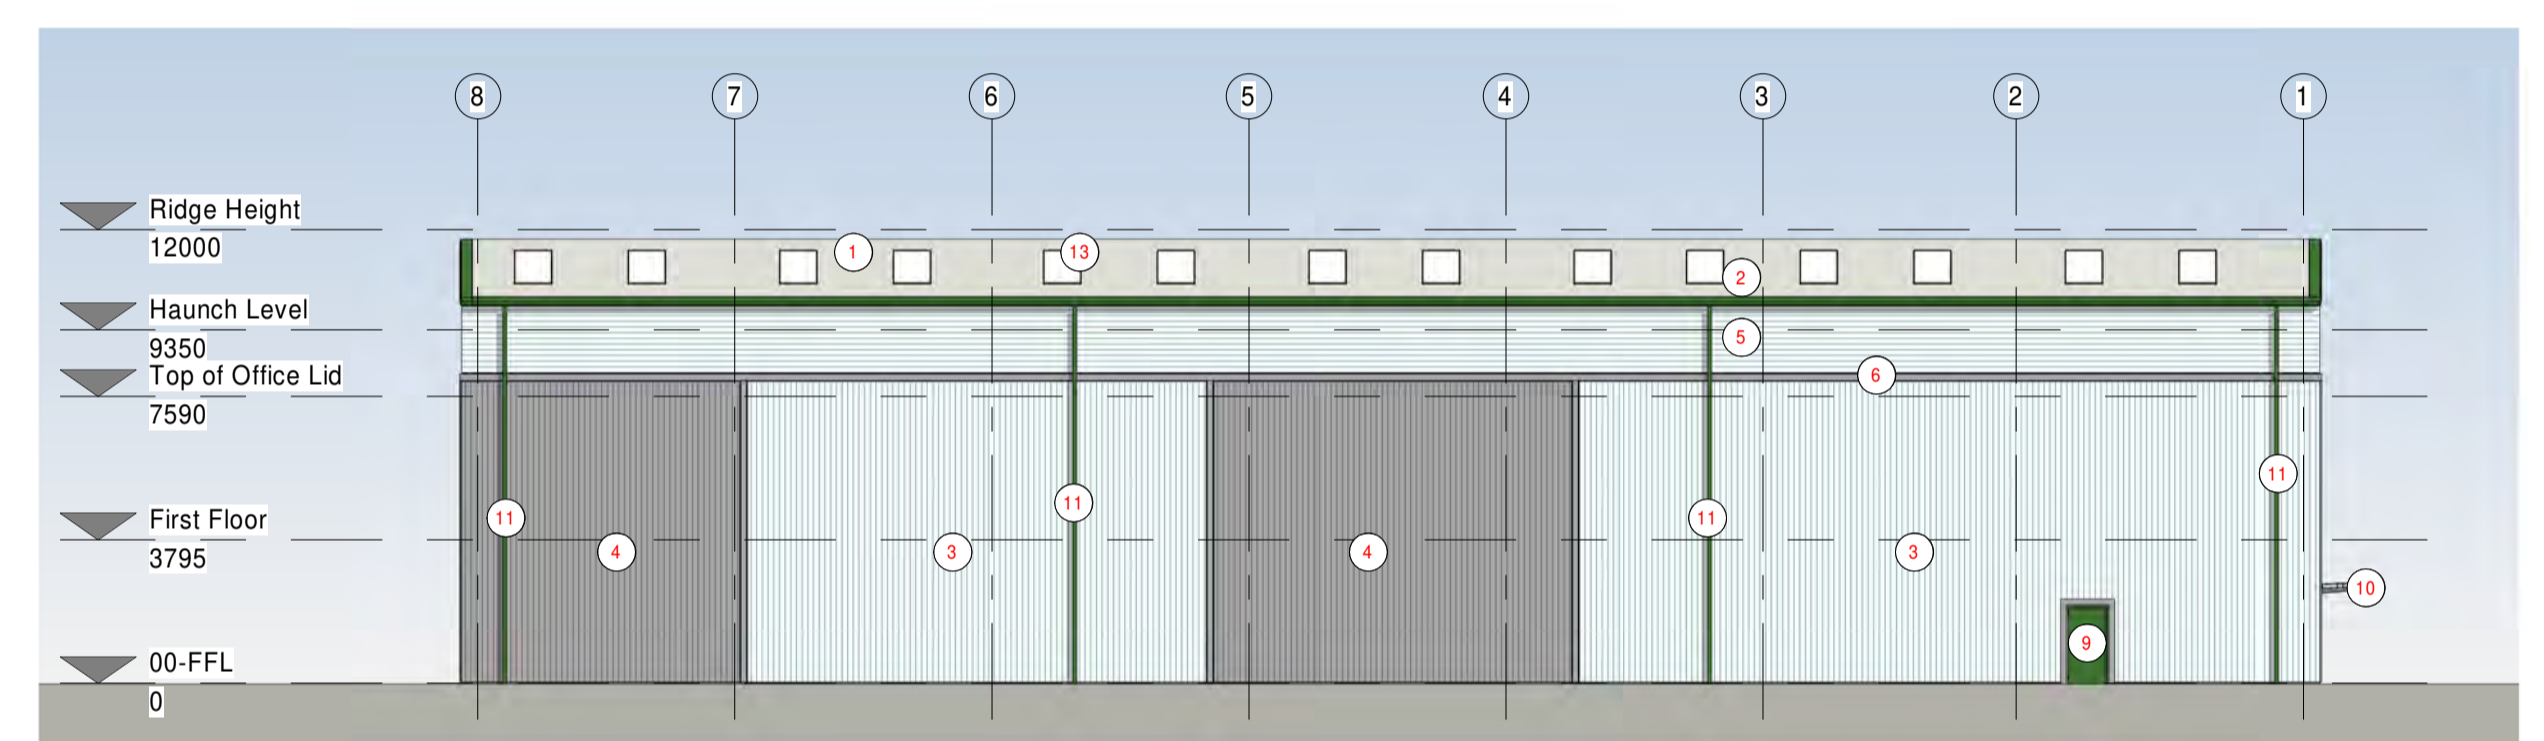 8 7 6 5 4 3 2 1
Ridge Height
12000
1 13
2
Haunch Level
9350
5
Top of Office Lid
7590
6
11 11 11 11
First Floor
3795
4 3 4 3
10
9
00-FFL
0